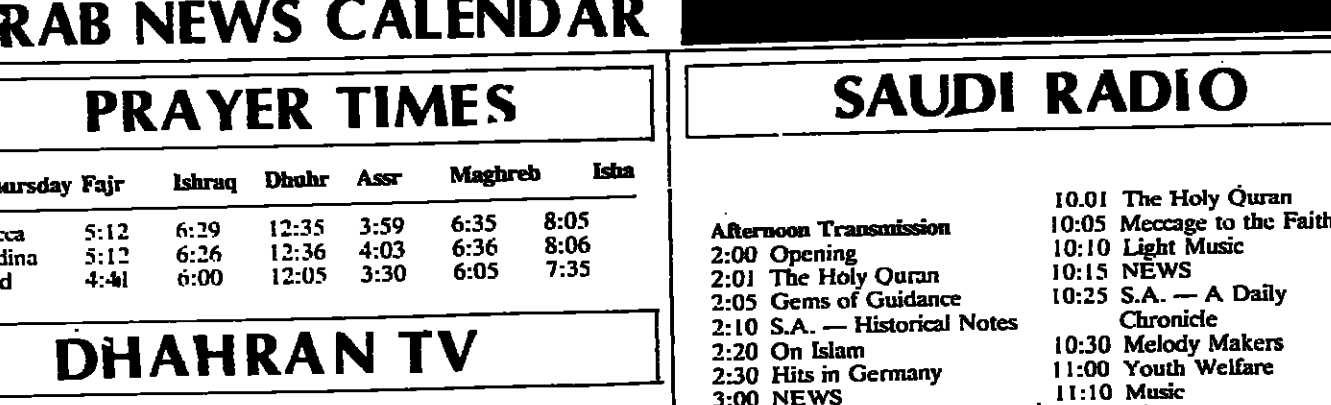 RAB NEWS CALENDAR
PRAYER TIMES
ursday Fajr Ishraq Dhuhr Assr Maghreb Isha
cca 5:12 6:29 12:35 3:59 6:35 8:05
dina 5:12 6:26 12:36 4:03 6:36 8:06
d 4:41 6:00 12:05 3:30 6:05 7:35
DHAHRAN TV
SAUDI RADIO
Afternoon Transmission
2:00 Opening
2:01 The Holy Quran
2:05 Gems of Guidance
2:10 S.A. — Historical Notes
2:20 On Islam
2:30 Hits in Germany
3:00 NEWS
10.01 The Holy Quran
10:05 Meccage to the Faith
10:10 Light Music
10:15 NEWS
10:25 S.A. — A Daily
Chronicle
10:30 Melody Makers
11:00 Youth Welfare
11:10 Music